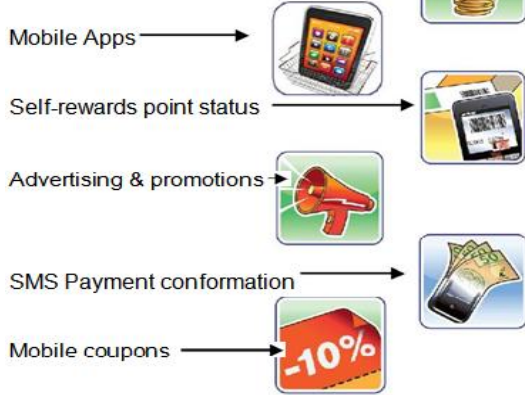 Mobile Apps
Self-rewards point status
Advertising & promotions
SMS Payment conformation
Mobile coupons
-10%